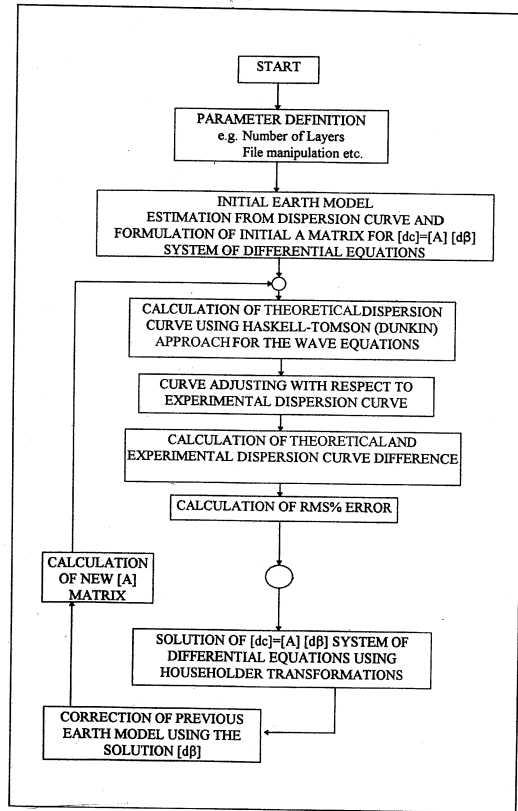 START
PARAMETER DEFINITION
e.g. Number of Layers
File manipulation etc.
INITIAL EARTH MODEL
ESTIMATION FROM DISPERSION CURVE AND
FORMULATION OF INITIAL A MATRIX FOR [dc]=[A] [dβ]
SYSTEM OF DIFFERENTIAL EQUATIONS
CALCULATION OF THEORETICAL DISPERSION
CURVE USING HASKELL-TOMSON (DUNKIN)
APPROACH FOR THE WAVE EQUATIONS
CURVE ADJUSTING WITH RESPECT TO
EXPERIMENTAL DISPERSION CURVE
CALCULATION OF THEORETICAL AND
EXPERIMENTAL DISPERSION CURVE DIFFERENCE
CALCULATION OF RMS% ERROR
SOLUTION OF [dc]=[A] [dβ] SYSTEM OF
DIFFERENTIAL EQUATIONS USING
HOUSEHOLDER TRANSFORMATIONS
CORRECTION OF PREVIOUS
EARTH MODEL USING THE
SOLUTION [dβ]
CALCULATION
OF NEW [A]
MATRIX